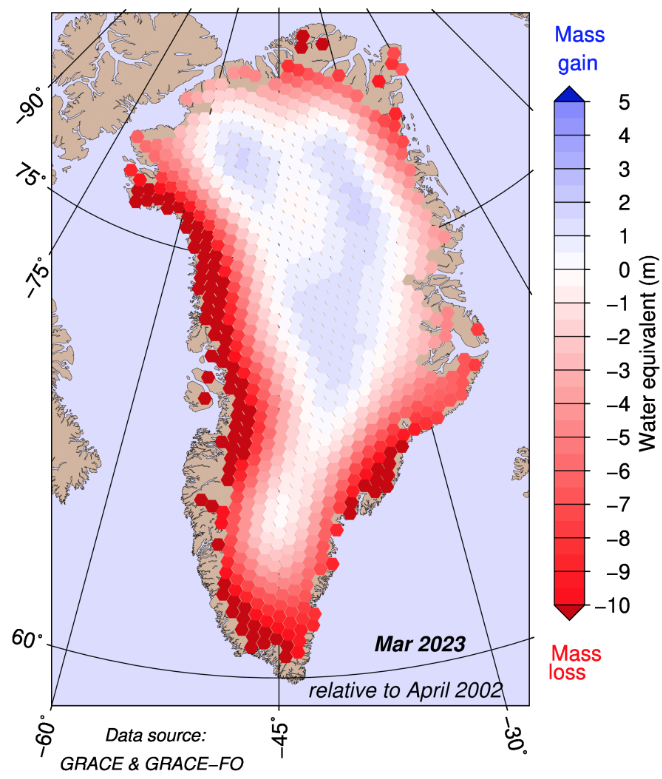 Mass
gain
−90°
75°
−75°
5
4
3
2
1
0
−1
−2
−3
−4
−5
−6
−7
−8
−9
−10
Water equivalent (m)
Mass
loss
60°
Mar 2023
relative to April 2002
−60°
−45°
−30°
Data source:
GRACE & GRACE−FO